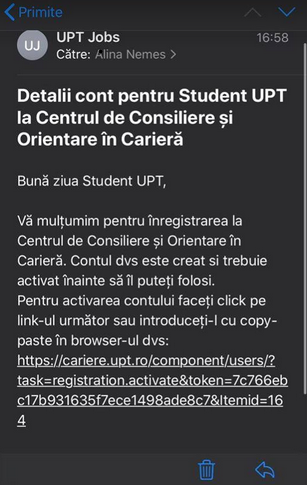 Primite
UJ
UPT Jobs
16:58
Către: Alina Nemes >
Detalii cont pentru Student UPT
la Centrul de Consiliere și
Orientare în Carieră
Bună ziua Student UPT,
Vă mulțumim pentru înregistrarea la
Centrul de Consiliere și Orientare în
Carieră. Contul dvs este creat si trebuie
activat înainte să îl puteți folosi.
Pentru activarea contului faceți click pe
link-ul următor sau introduceți-l cu copy-
paste în browser-ul dvs:
https://cariere.upt.ro/component/users/?
task=registration.activate&token=7c766eb
c17b931635f7ece1498ade8c7&Itemid=16
4